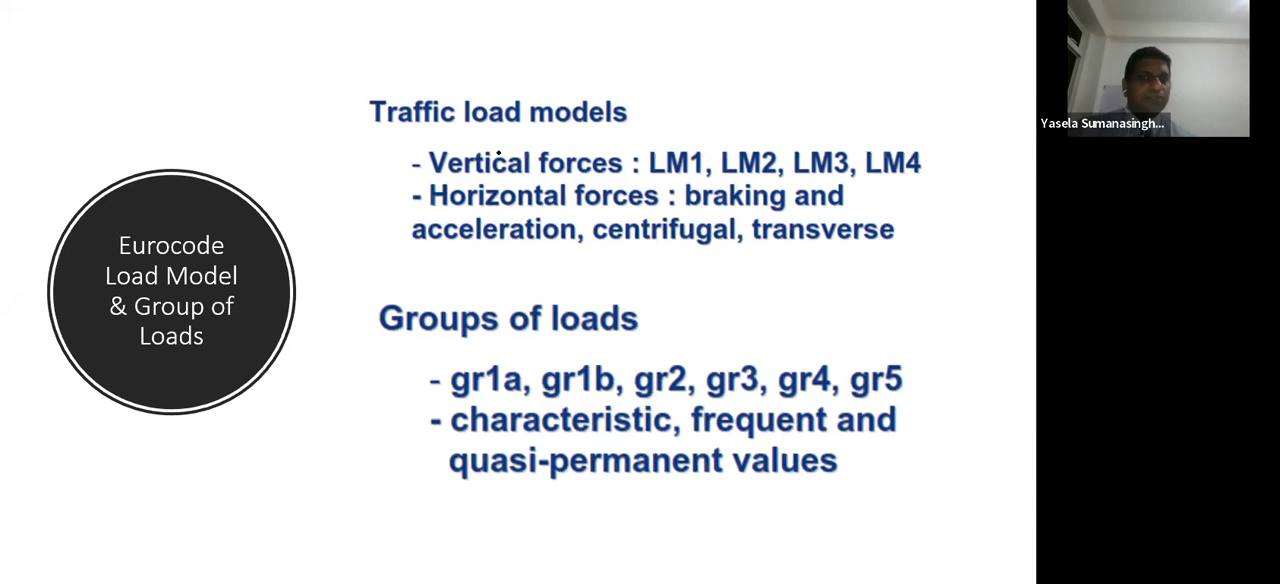 Eurocode
Load Model
& Group of
Loads
Traffic load models
- Vertical forces : LM1, LM2, LM3, LM4
- Horizontal forces : braking and
acceleration, centrifugal, transverse
Groups of loads
- gr1a, gr1b, gr2, gr3, gr4, gr5
- characteristic, frequent and
quasi-permanent values
Yasela Sumanasingh...